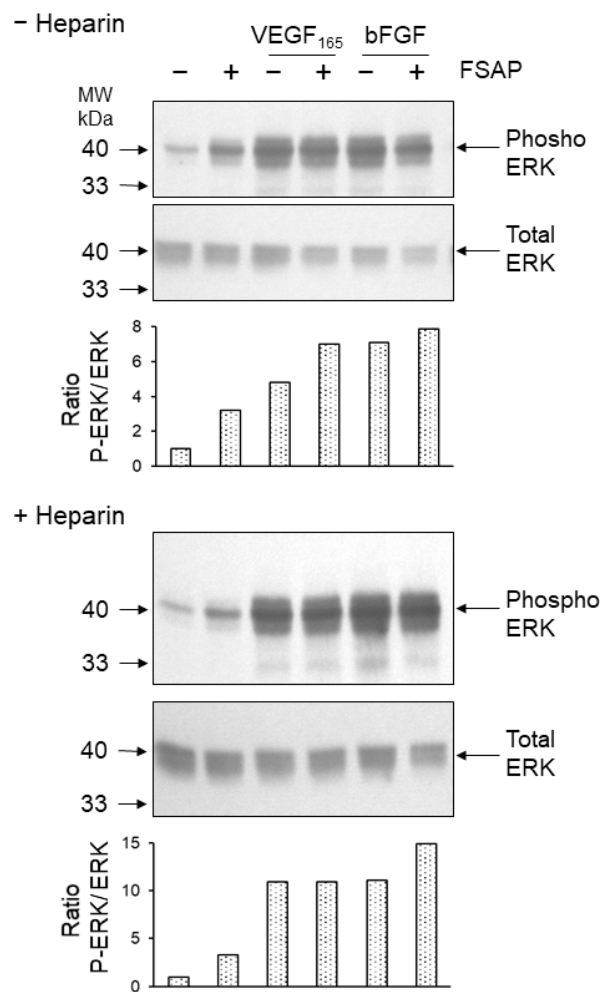 − Heparin
VEGF₁₆₅ bFGF
− + − + − + FSAP
MW
kDa
40
33
Phosho
ERK
40
33
Total
ERK
8
6
4
2
0
Ratio
P-ERK/ ERK
+ Heparin
40
33
Phospho
ERK
40
33
Total
ERK
15
10
5
0
Ratio
P-ERK/ ERK